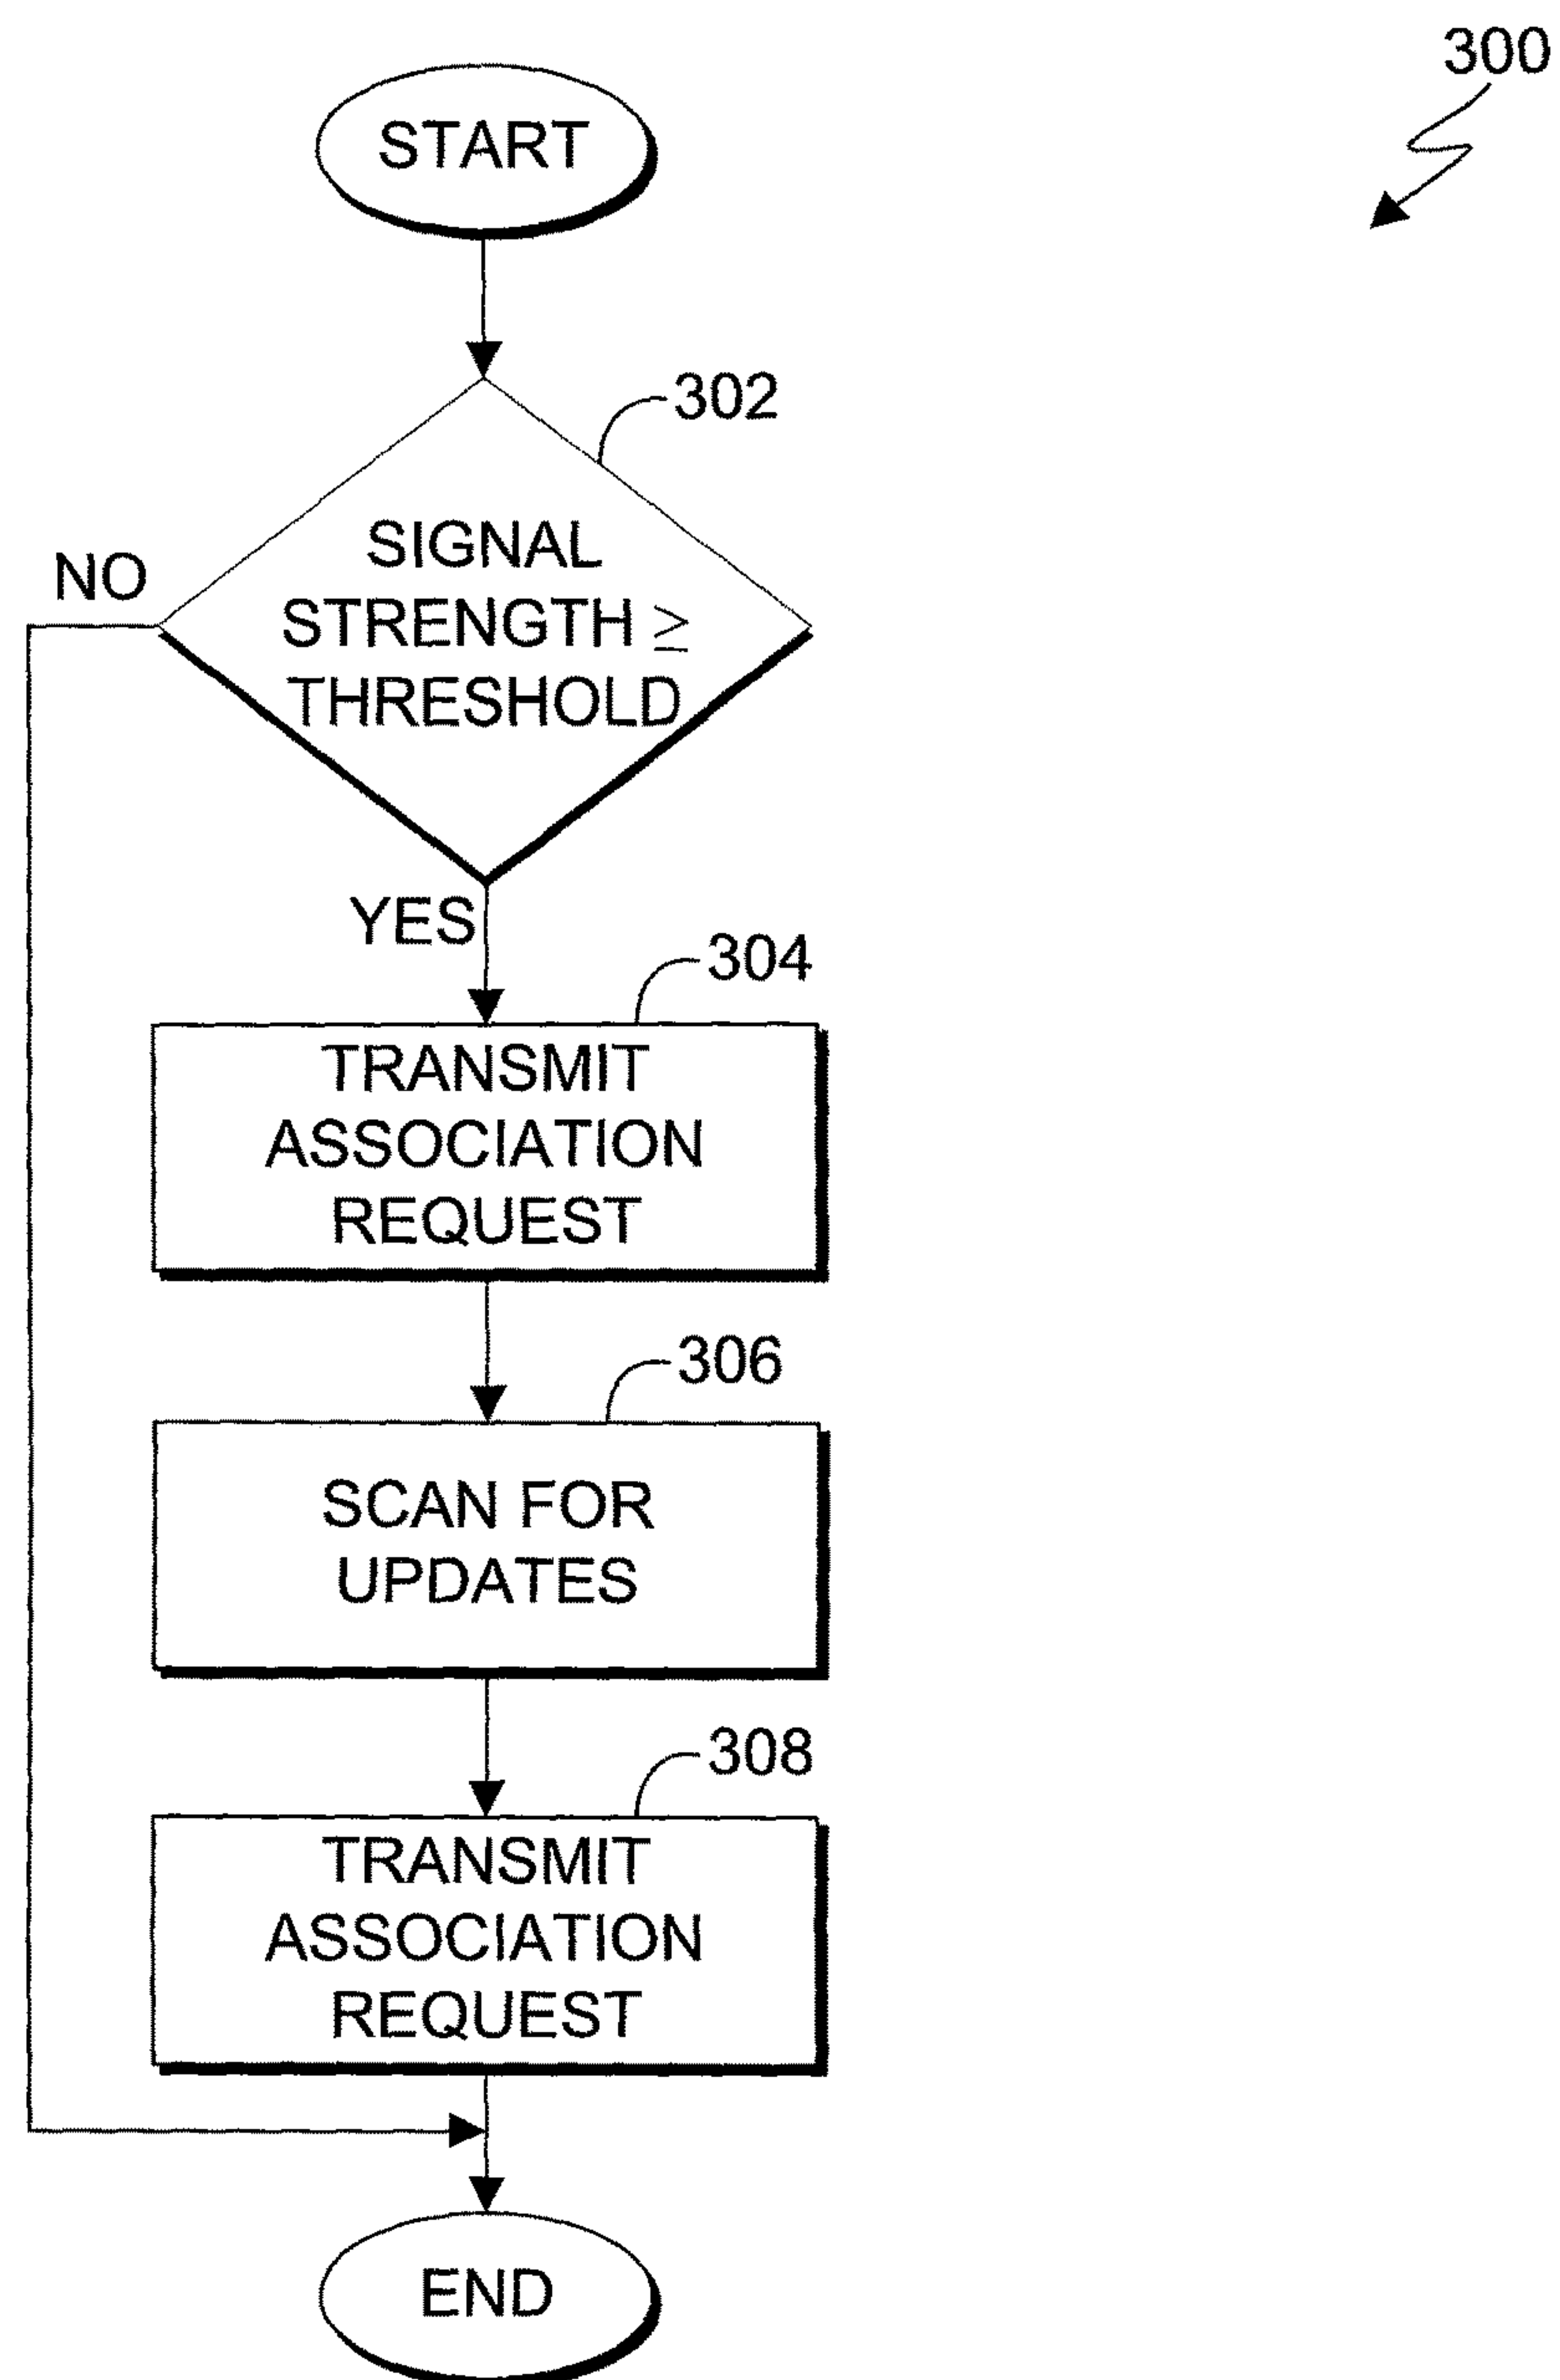 300
START
302
SIGNAL
STRENGTH ≥
THRESHOLD
NO
YES
304
TRANSMIT
ASSOCIATION
REQUEST
306
SCAN FOR
UPDATES
308
TRANSMIT
ASSOCIATION
REQUEST
END